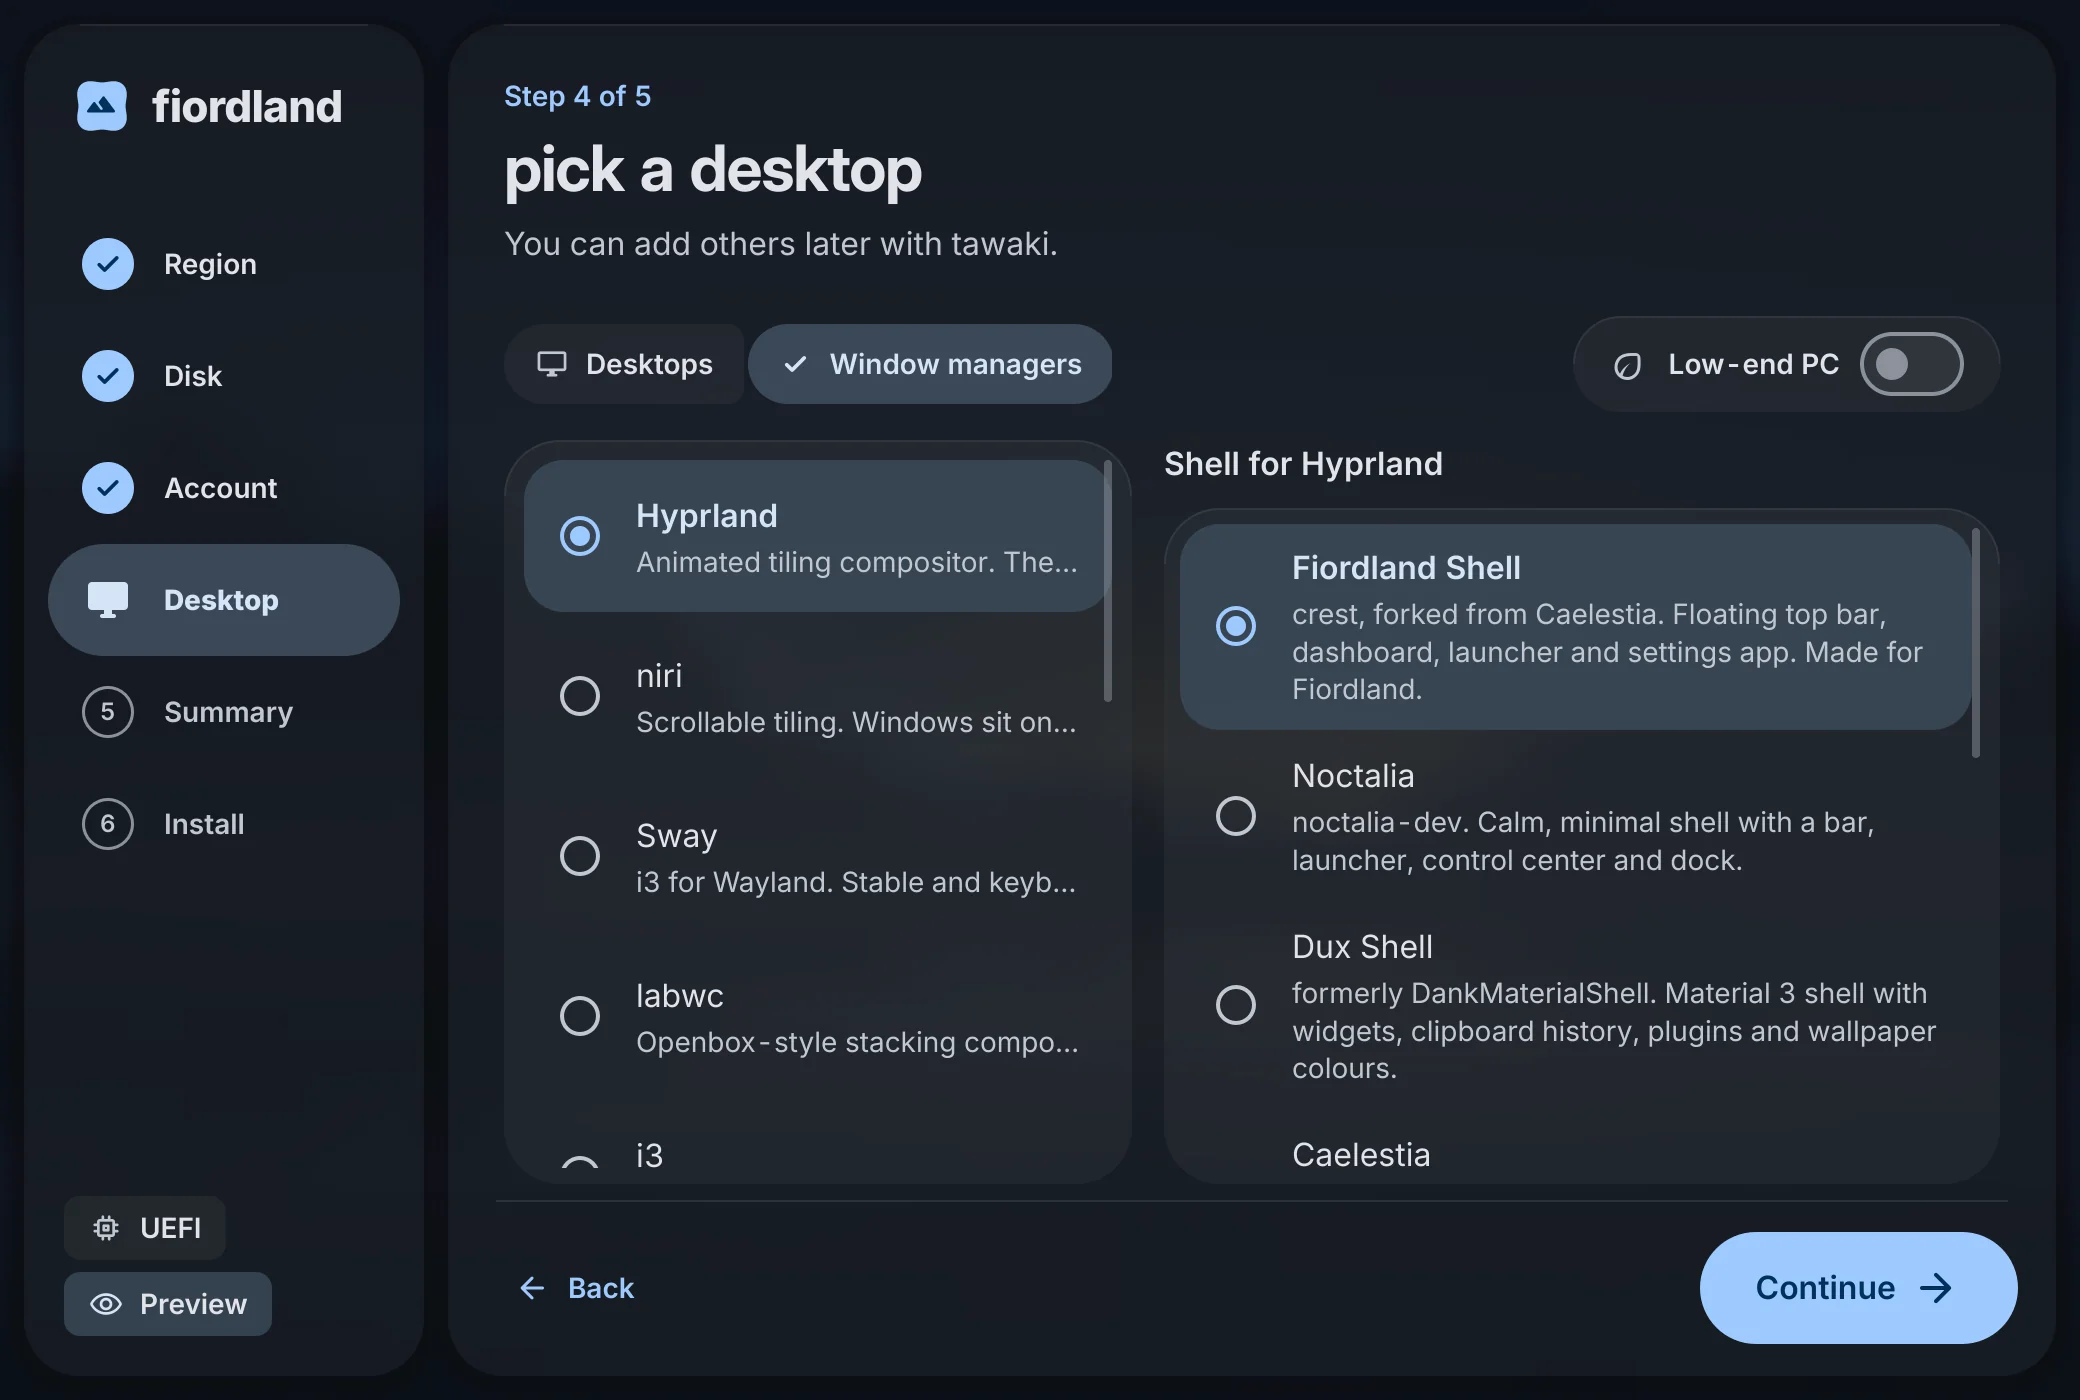 fiordland
Region
Disk
Account
Desktop
5 Summary
6 Install
UEFI
Preview
Step 4 of 5
pick a desktop
You can add others later with tawaki.
Desktops
Window managers
Low-end PC
Hyprland
Animated tiling compositor. The...
niri
Scrollable tiling. Windows sit on...
Sway
i3 for Wayland. Stable and keyb...
labwc
Openbox-style stacking compo...
i3
Shell for Hyprland
Fiordland Shell
crest, forked from Caelestia. Floating top bar,
dashboard, launcher and settings app. Made for
Fiordland.
Noctalia
noctalia-dev. Calm, minimal shell with a bar,
launcher, control center and dock.
Dux Shell
formerly DankMaterialShell. Material 3 shell with
widgets, clipboard history, plugins and wallpaper
colours.
Caelestia
Back
Continue